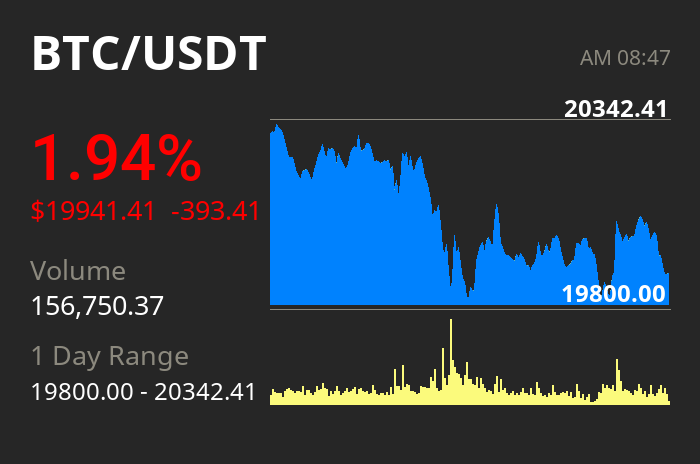 BTC/USDT
AM 08:47
20342.41
1.94%
$19941.41 -393.41
Volume
156,750.37
19800.00
1 Day Range
19800.00 - 20342.41